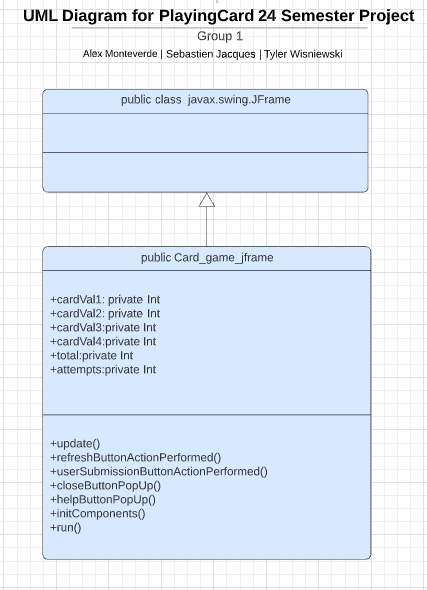 UML Diagram for PlayingCard 24 Semester Project
Group 1
Alex Monteverde | Sebastien Jacques | Tyler Wisniewski
public class javax.swing.JFrame
public Card_game_jframe
+cardVal1: private Int
+cardVal2: private Int
+cardVal3:private Int
+cardVal4:private Int
+total:private Int
+attempts:private Int
+update()
+refreshButtonActionPerformed()
+userSubmissionButtonActionPerformed()
+closeButtonPopUp()
+helpButtonPopUp()
+initComponents()
+run()